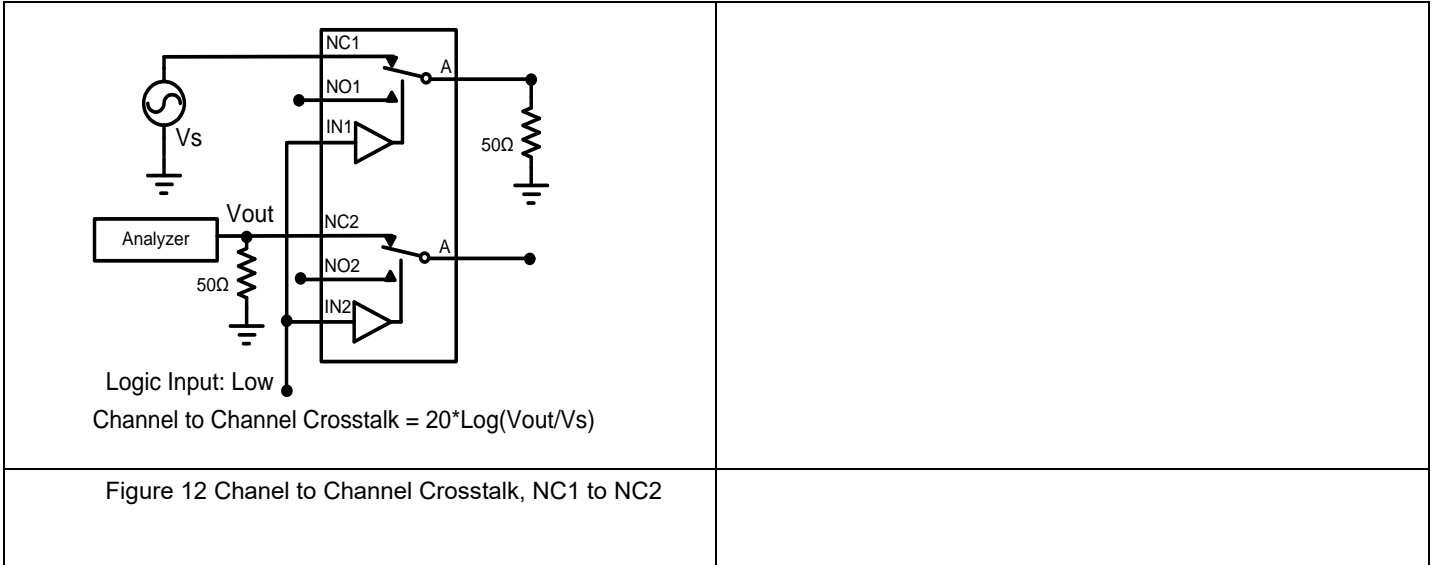 NC1
A
NO1
IN1
Vs
50Ω
Vout
Analyzer
NC2
A
50Ω
NO2
IN2
Logic Input: Low
Channel to Channel Crosstalk = 20*Log(Vout/Vs)
Figure 12 Chanel to Channel Crosstalk, NC1 to NC2